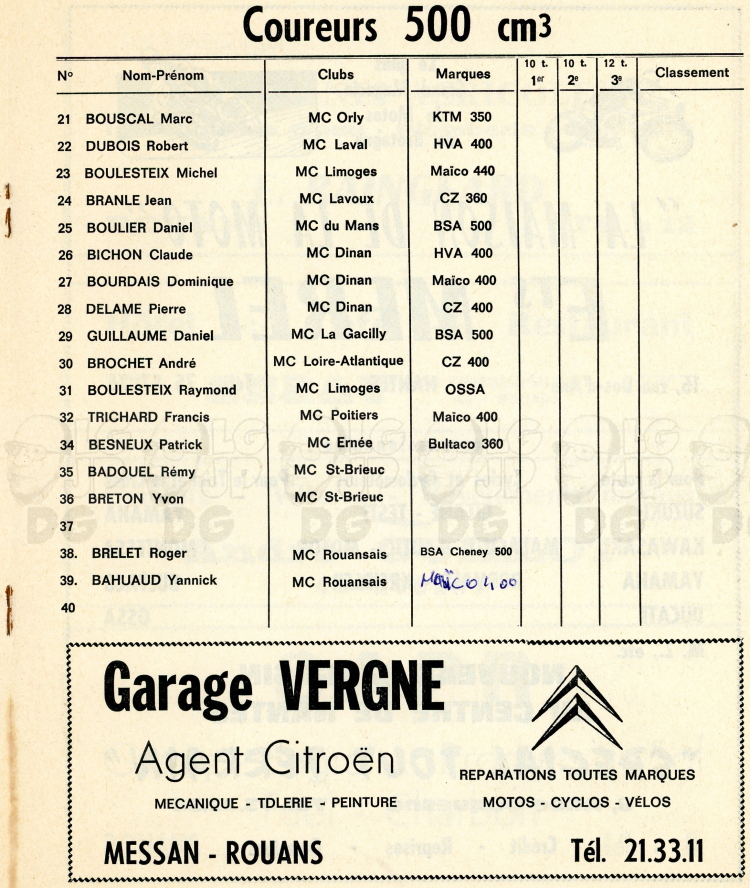 Coureurs 500 cm3
N° Nom-Prénom Clubs Marques 10 t. 1er 10 t. 2e 12 t. 3e Classement
21 BOUSCAL Marc MC Orly KTM 350
22 DUBOIS Robert MC Laval HVA 400
23 BOULESTEIX Michel MC Limoges Maïco 440
24 BRANLE Jean MC Lavoux CZ 360
25 BOULIER Daniel MC du Mans BSA 500
26 BICHON Claude MC Dinan HVA 400
27 BOURDAIS Dominique MC Dinan Maïco 400
28 DELAME Pierre MC Dinan CZ 400
29 GUILLAUME Daniel MC La Gacilly BSA 500
30 BROCHET André MC Loire-Atlantique CZ 400
31 BOULESTEIX Raymond MC Limoges OSSA
32 TRICHARD Francis MC Poitiers Maïco 400
34 BESNEUX Patrick MC Ernée Bultaco 360
35 BADOUEL Rémy MC St-Brieuc
36 BRETON Yvon MC St-Brieuc
37
38. BRELET Roger MC Rouansais BSA Cheney 500
39. BAHUAUD Yannick MC Rouansais MAÏCO 400
40
Garage VERGNE
Agent Citroën
REPARATIONS TOUTES MARQUES
MECANIQUE - TDLERIE - PEINTURE MOTOS - CYCLOS - VÉLOS
MESSAN - ROUANS Tél. 21.33.11